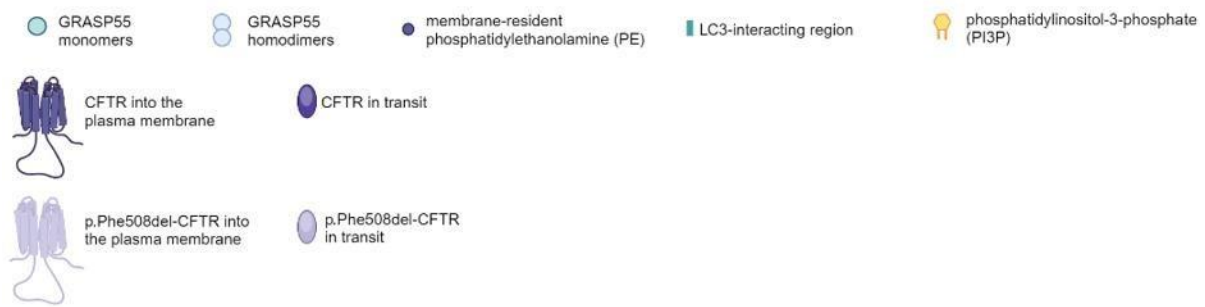 GRASP55
monomers
GRASP55
homodimers
membrane-resident
phosphatidylethanolamine (PE)
LC3-interacting region
phosphatidylinositol-3-phosphate
(PI3P)
CFTR into the
plasma membrane
CFTR in transit
p.Phe508del-CFTR into
the plasma membrane
p.Phe508del-CFTR
in transit